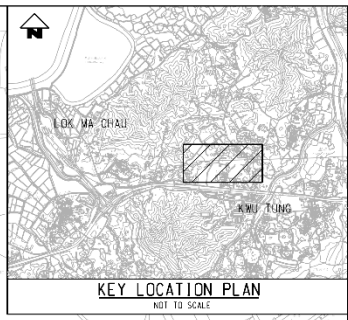 N
LOK MA CHAU
KWU TUNG
KEY LOCATION PLAN
NOT TO SCALE